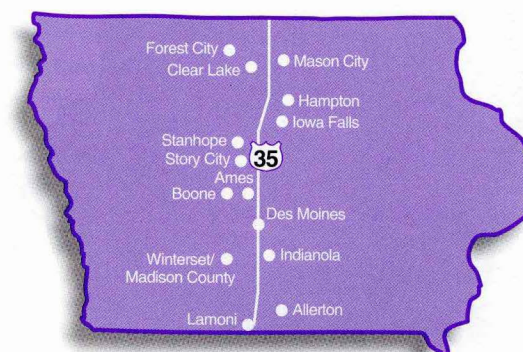 Forest City
Clear Lake
Mason City
Hampton
Iowa Falls
Stanhope
Story City
35
Ames
Boone
Des Moines
Winterset/
Madison County
Indianola
Lamoni
Allerton